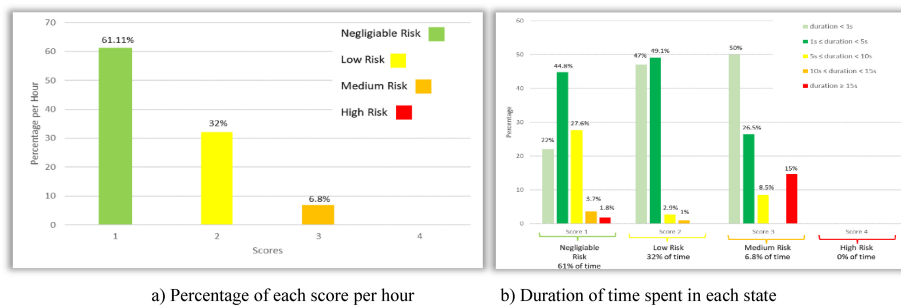 70
60
50
40
30
20
10
0
Percentage per Hour
61.11%
32%
6.8%
1 2 3 4
Scores
Negligiable Risk
Low Risk
Medium Risk
High Risk
60
50
40
30
20
10
0
Percentage
22%
44.8%
27.6%
3.7%
1.8%
47%
49.1%
2.9%
1%
50%
26.5%
8.5%
15%
duration < 1s
1s ≤ duration < 5s
5s ≤ duration < 10s
10s ≤ duration < 15s
duration ≥ 15s
Score 1 Score 2 Score 3 Score 4
Negligiable
Risk
61% of time
Low Risk
32% of time
Medium Risk
6.8% of time
High Risk
0% of time
a) Percentage of each score per hour
b) Duration of time spent in each state